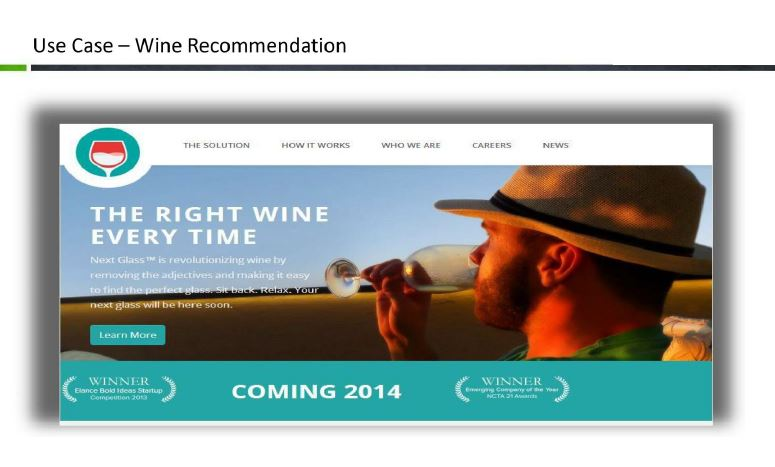 Use Case – Wine Recommendation
THE SOLUTION HOW IT WORKS WHO WE ARE CAREERS NEWS
THE RIGHT WINE
EVERY TIME
Next Glass™ is revolutionizing wine by
removing the adjectives and making it easy
to find the perfect glass. Sit back. Relax. Your
next glass will be here soon.
Learn More
WINNER
Elance Bold Ideas Startup
Competition 2013
COMING 2014
WINNER
Emerging Company of the Year
NCTA 21 Awards